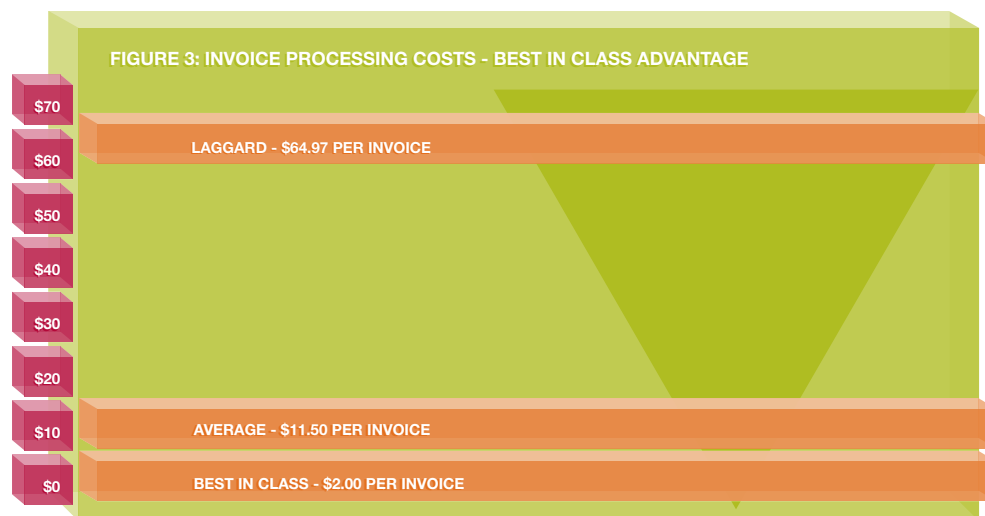 FIGURE 3: INVOICE PROCESSING COSTS - BEST IN CLASS ADVANTAGE
$70
LAGGARD - $64.97 PER INVOICE
$60
$50
$40
$30
$20
AVERAGE - $11.50 PER INVOICE
$10
BEST IN CLASS - $2.00 PER INVOICE
$0